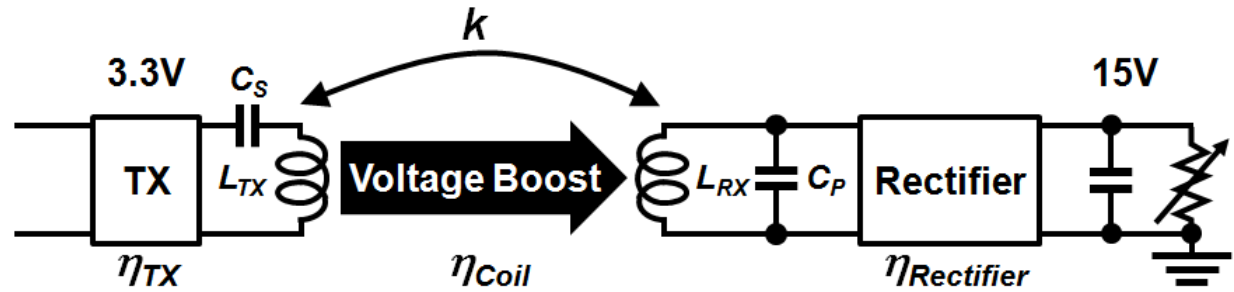 k
3.3V
C_S
15V
TX
L_TX
Voltage Boost
L_RX
C_P
Rectifier
η_TX
η_Coil
η_Rectifier